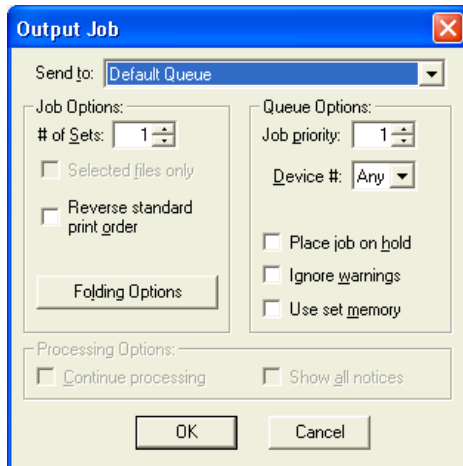 Output Job
Send to: Default Queue
Job Options:
# of Sets: 1
Selected files only
Reverse standard
print order
Folding Options
Queue Options:
Job priority: 1
Device #: Any
Place job on hold
Ignore warnings
Use set memory
Processing Options:
Continue processing
Show all notices
OK
Cancel